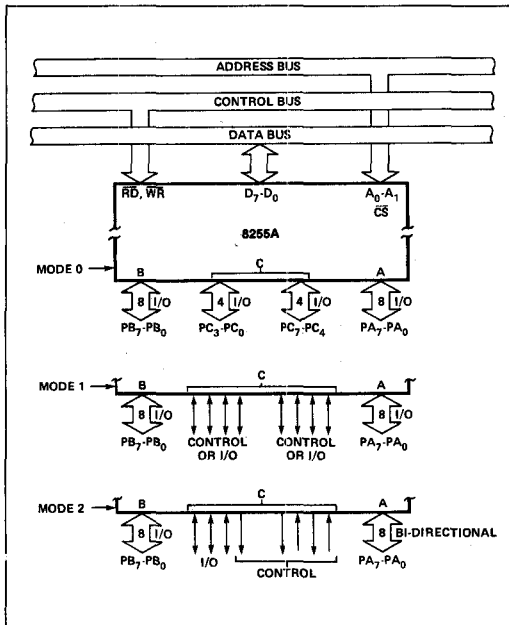 ADDRESS BUS
CONTROL BUS
DATA BUS
RD, WR D7-D0 A0-A1
CS
8255A
C
MODE 0 B A
8 I/O 4 I/O 4 I/O 8 I/O
PB7-PB0 PC3-PC0 PC7-PC4 PA7-PA0
C
MODE 1 B A
8 I/O 8 I/O
CONTROL OR I/O CONTROL OR I/O
PB7-PB0 PA7-PA0
C
MODE 2 B A
8 I/O 8 BI-DIRECTIONAL
PB7-PB0 I/O PA7-PA0
CONTROL